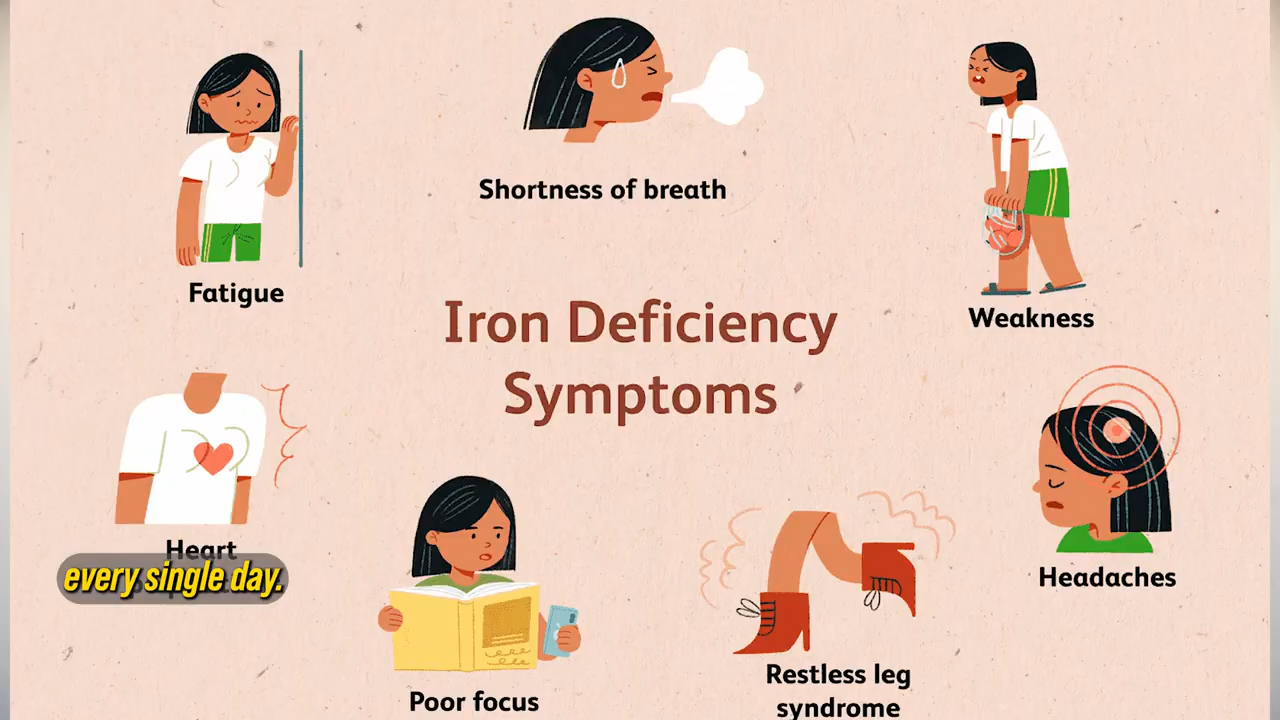 Shortness of breath
Fatigue
Weakness
Iron Deficiency
Symptoms
Heart
every single day.
Headaches
Poor focus
Restless leg
syndrome